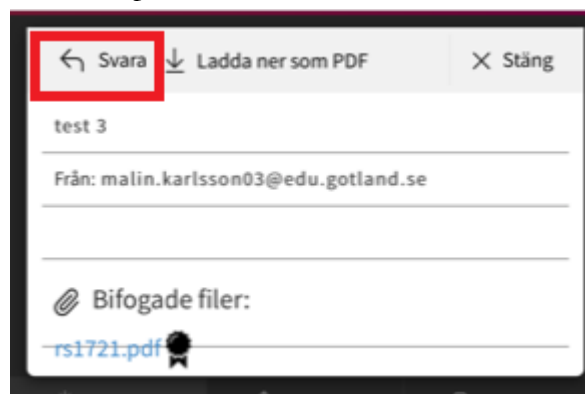 Svara Ladda ner som PDF Stäng
test 3
Från: malin.karlsson03@edu.gotland.se
Bifogade filer:
rs1721.pdf